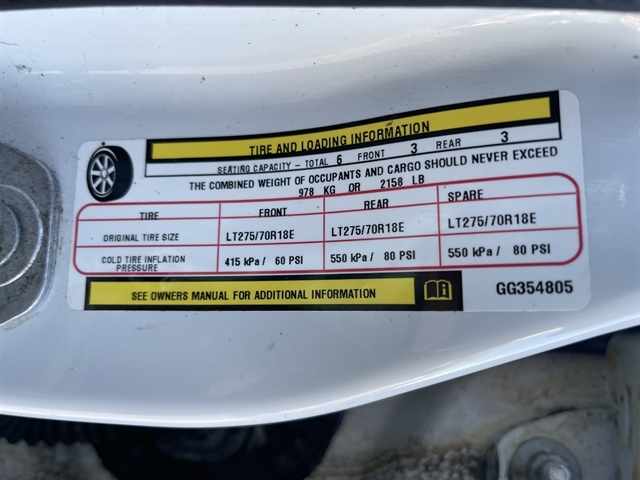 TIRE AND LOADING INFORMATION
SEATING CAPACITY - TOTAL 6 FRONT 3 REAR 3
THE COMBINED WEIGHT OF OCCUPANTS AND CARGO SHOULD NEVER EXCEED
978 KG OR 2158 LB
TIRE FRONT REAR SPARE
ORIGINAL TIRE SIZE LT275/70R18E LT275/70R18E LT275/70R18E
COLD TIRE INFLATION PRESSURE 415 kPa / 60 PSI 550 kPa / 80 PSI 550 kPa / 80 PSI
SEE OWNERS MANUAL FOR ADDITIONAL INFORMATION
GG354805